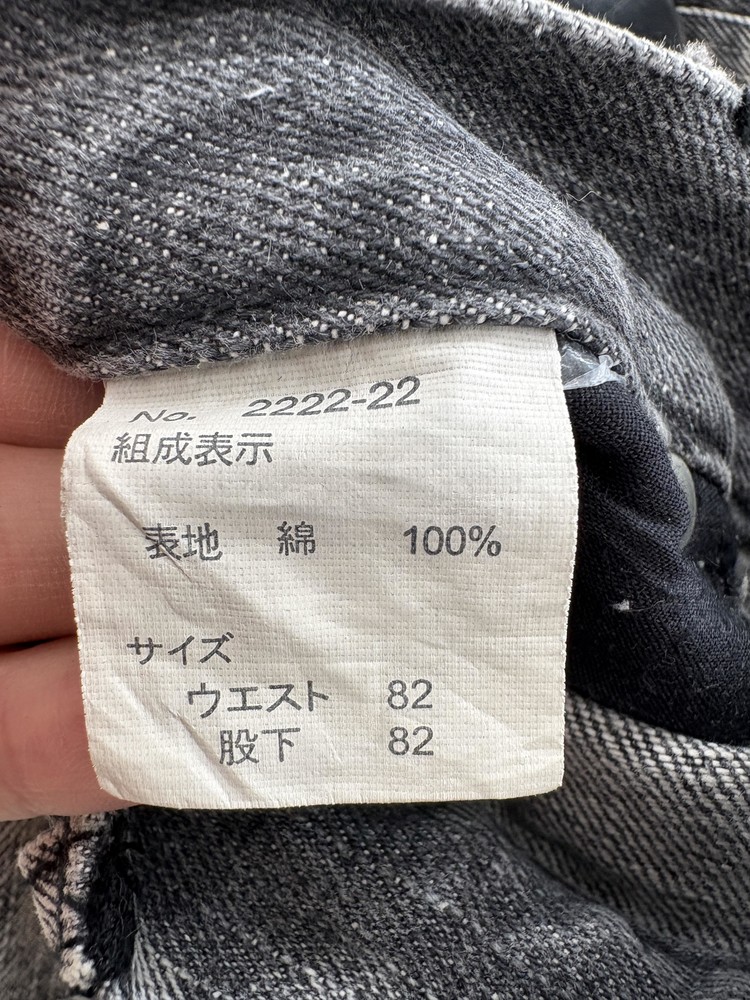 No. 2222-22
組成表示
表地 綿 100%
サイズ
ウエスト 82
股下 82